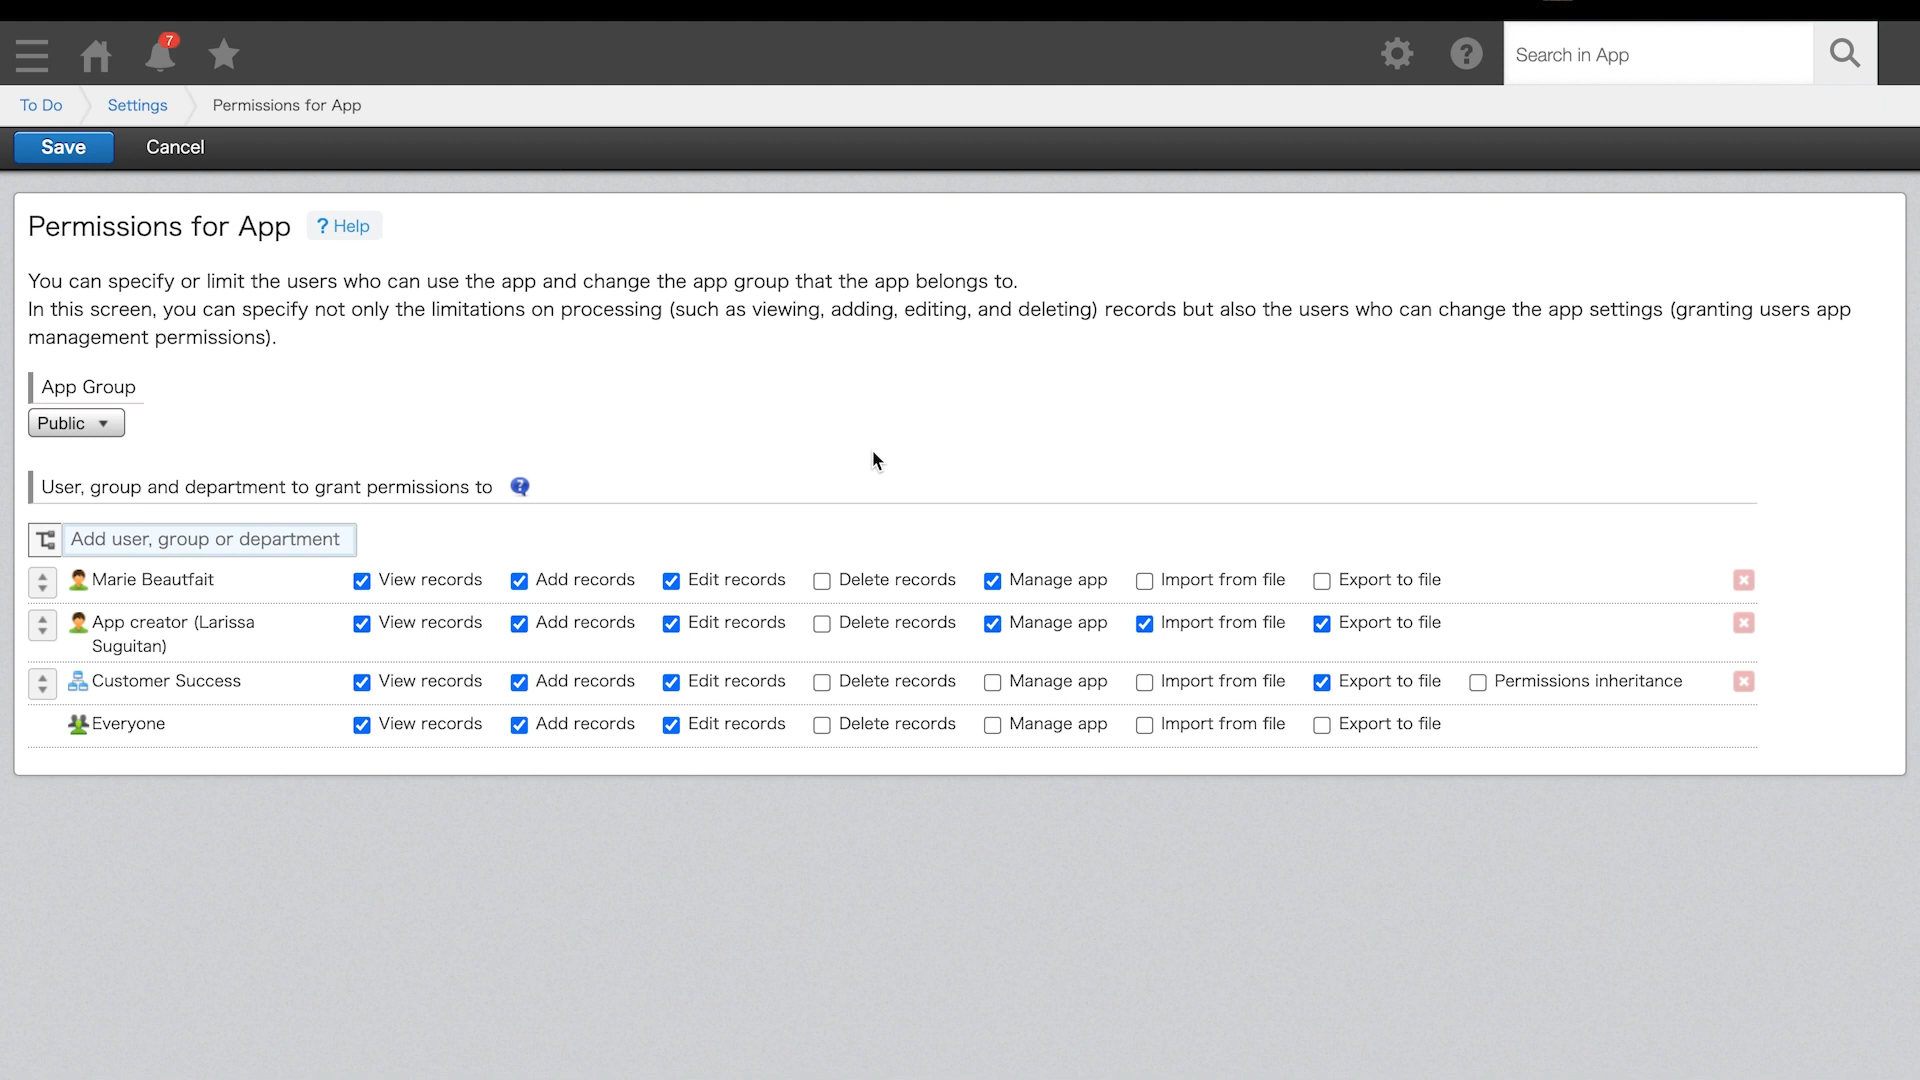 7
Search in App
To Do
Settings
Permissions for App
Save
Cancel
Permissions for App
? Help
You can specify or limit the users who can use the app and change the app group that the app belongs to.
In this screen, you can specify not only the limitations on processing (such as viewing, adding, editing, and deleting) records but also the users who can change the app settings (granting users app
management permissions).
App Group
Public
User, group and department to grant permissions to ?
Add user, group or department
Marie Beautfait View records Add records Edit records Delete records Manage app Import from file Export to file
App creator (Larissa View records Add records Edit records Delete records Manage app Import from file Export to file
Suguitan)
Customer Success View records Add records Edit records Delete records Manage app Import from file Export to file Permissions inheritance
Everyone View records Add records Edit records Delete records Manage app Import from file Export to file